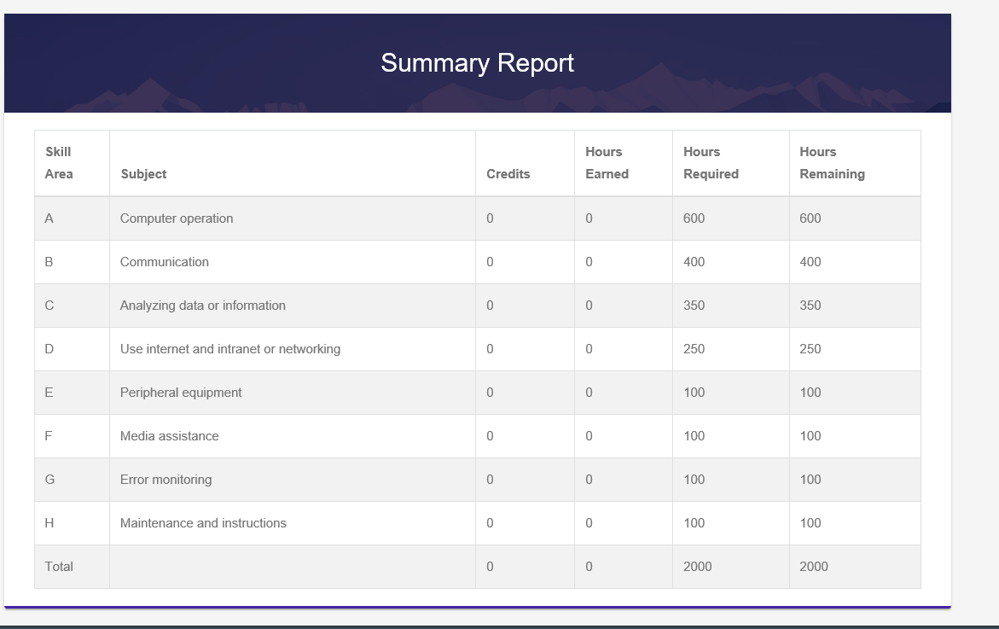 Summary Report
Skill Area Subject Credits Hours Earned Hours Required Hours Remaining
A Computer operation 0 0 600 600
B Communication 0 0 400 400
C Analyzing data or information 0 0 350 350
D Use internet and intranet or networking 0 0 250 250
E Peripheral equipment 0 0 100 100
F Media assistance 0 0 100 100
G Error monitoring 0 0 100 100
H Maintenance and instructions 0 0 100 100
Total 0 0 2000 2000